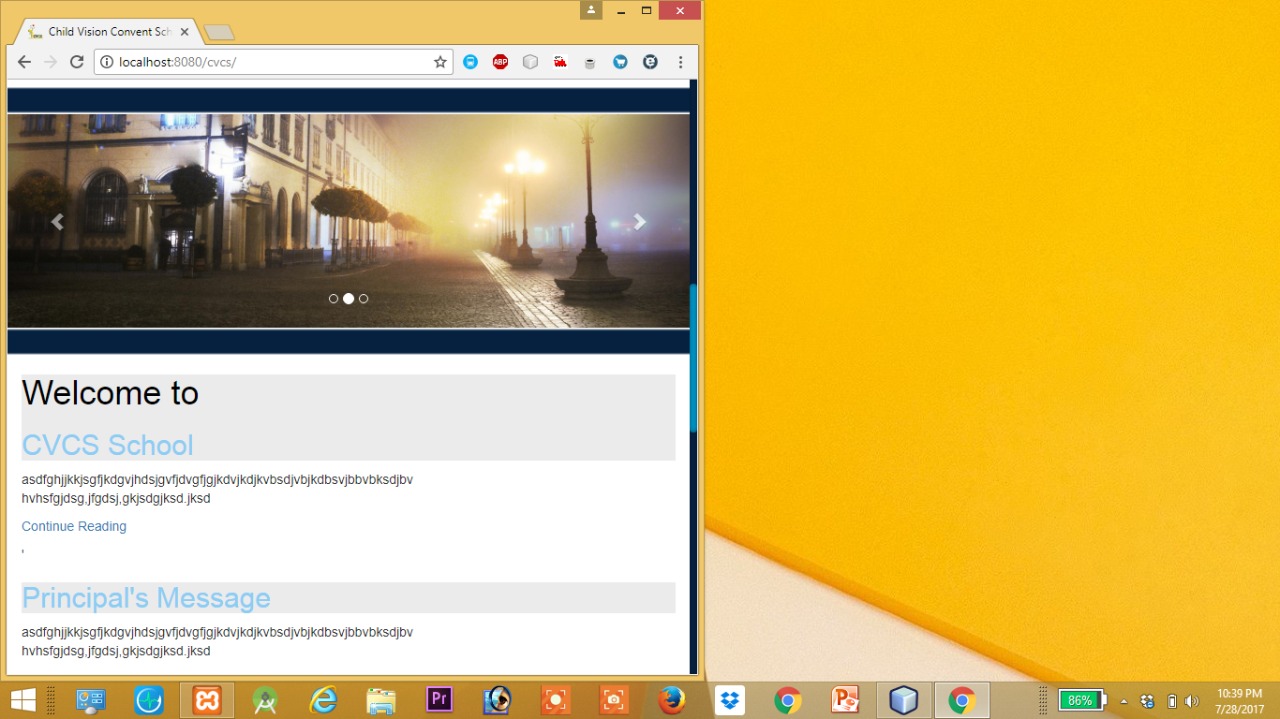 Child Vision Convent Sch
localhost:8080/cvcs/
ABP
Welcome to
CVCS School
asdfghjjkkjsgfjkdgvjhdsjgvfjdvgfjgjkdvjkdjkvbsdjvbjkdbsvjbbvbksdjbv
hvhsfgjdsg,jfgdsj,gkjsdgjksd.jksd
Continue Reading
'
Principal's Message
asdfghjjkkjsgfjkdgvjhdsjgvfjdvgfjgjkdvjkdjkvbsdjvbjkdbsvjbbvbksdjbv
hvhsfgjdsg,jfgdsj,gkjsdgjksd.jksd
Pr
86%
10:39 PM
7/28/2017